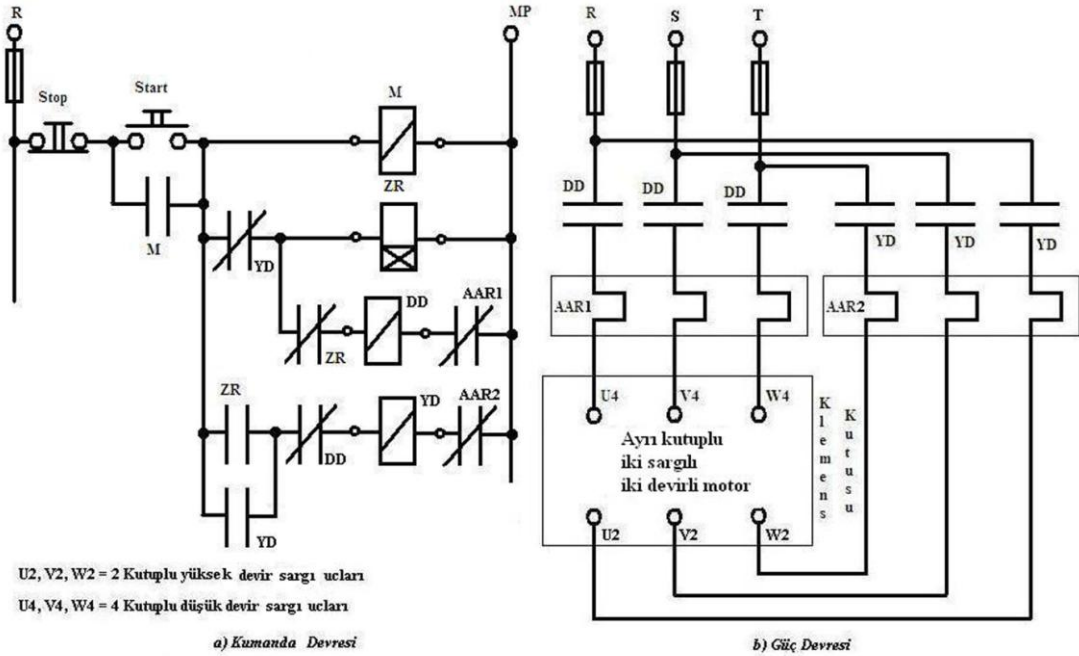 R
MP
Stop
Start
M
M
ZR
YD
DD
AAR1
ZR
ZR
YD
AAR2
DD
YD
U2, V2, W2 = 2 Kutuplu yüksek devir sargı ucları
U4, V4, W4 = 4 Kutuplu düşük devir sargı ucları
a) Kumanda Devresi
R S T
DD DD DD
YD YD YD
AAR1
AAR2
U4 V4 W4
Ayrı kutuplu
iki sargılı
iki devirli motor
Klemens
Kutusu
U2 V2 W2
b) Güç Devresi